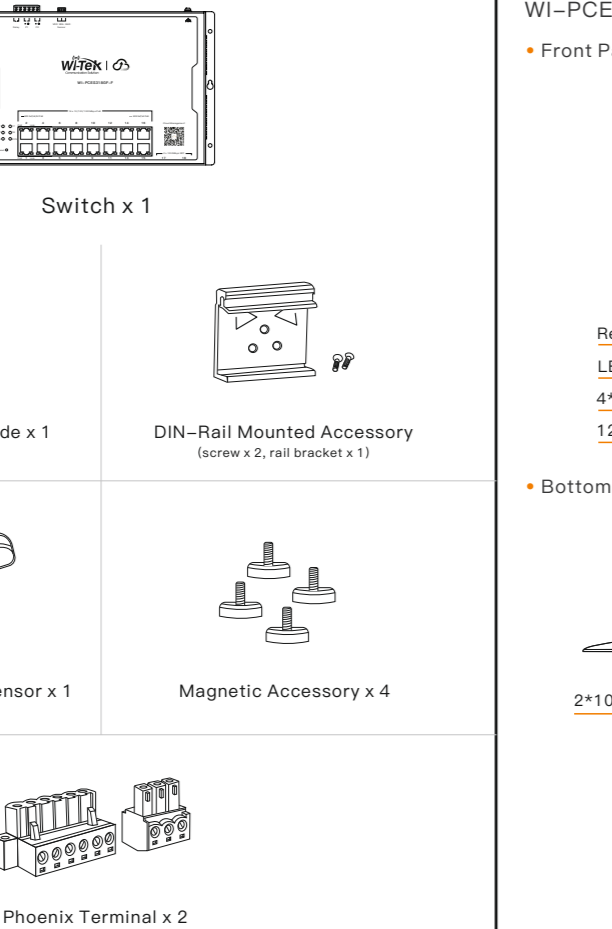 Wi-Tek
Switch x 1
de x 1
DIN–Rail Mounted Accessory
(screw x 2, rail bracket x 1)
ensor x 1
Magnetic Accessory x 4
Phoenix Terminal x 2
WI–PCE
• Front Pa
Re
LE
4*
12
• Bottom
2*10